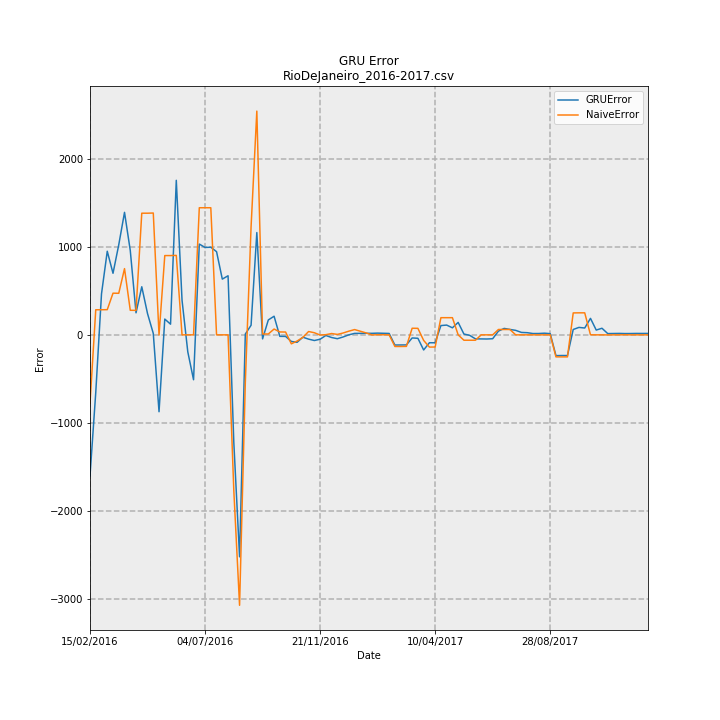 GRU Error
RioDeJaneiro_2016-2017.csv
GRUError
NaiveError
2000
1000
0
−1000
−2000
−3000
Error
15/02/2016
04/07/2016
21/11/2016
10/04/2017
28/08/2017
Date